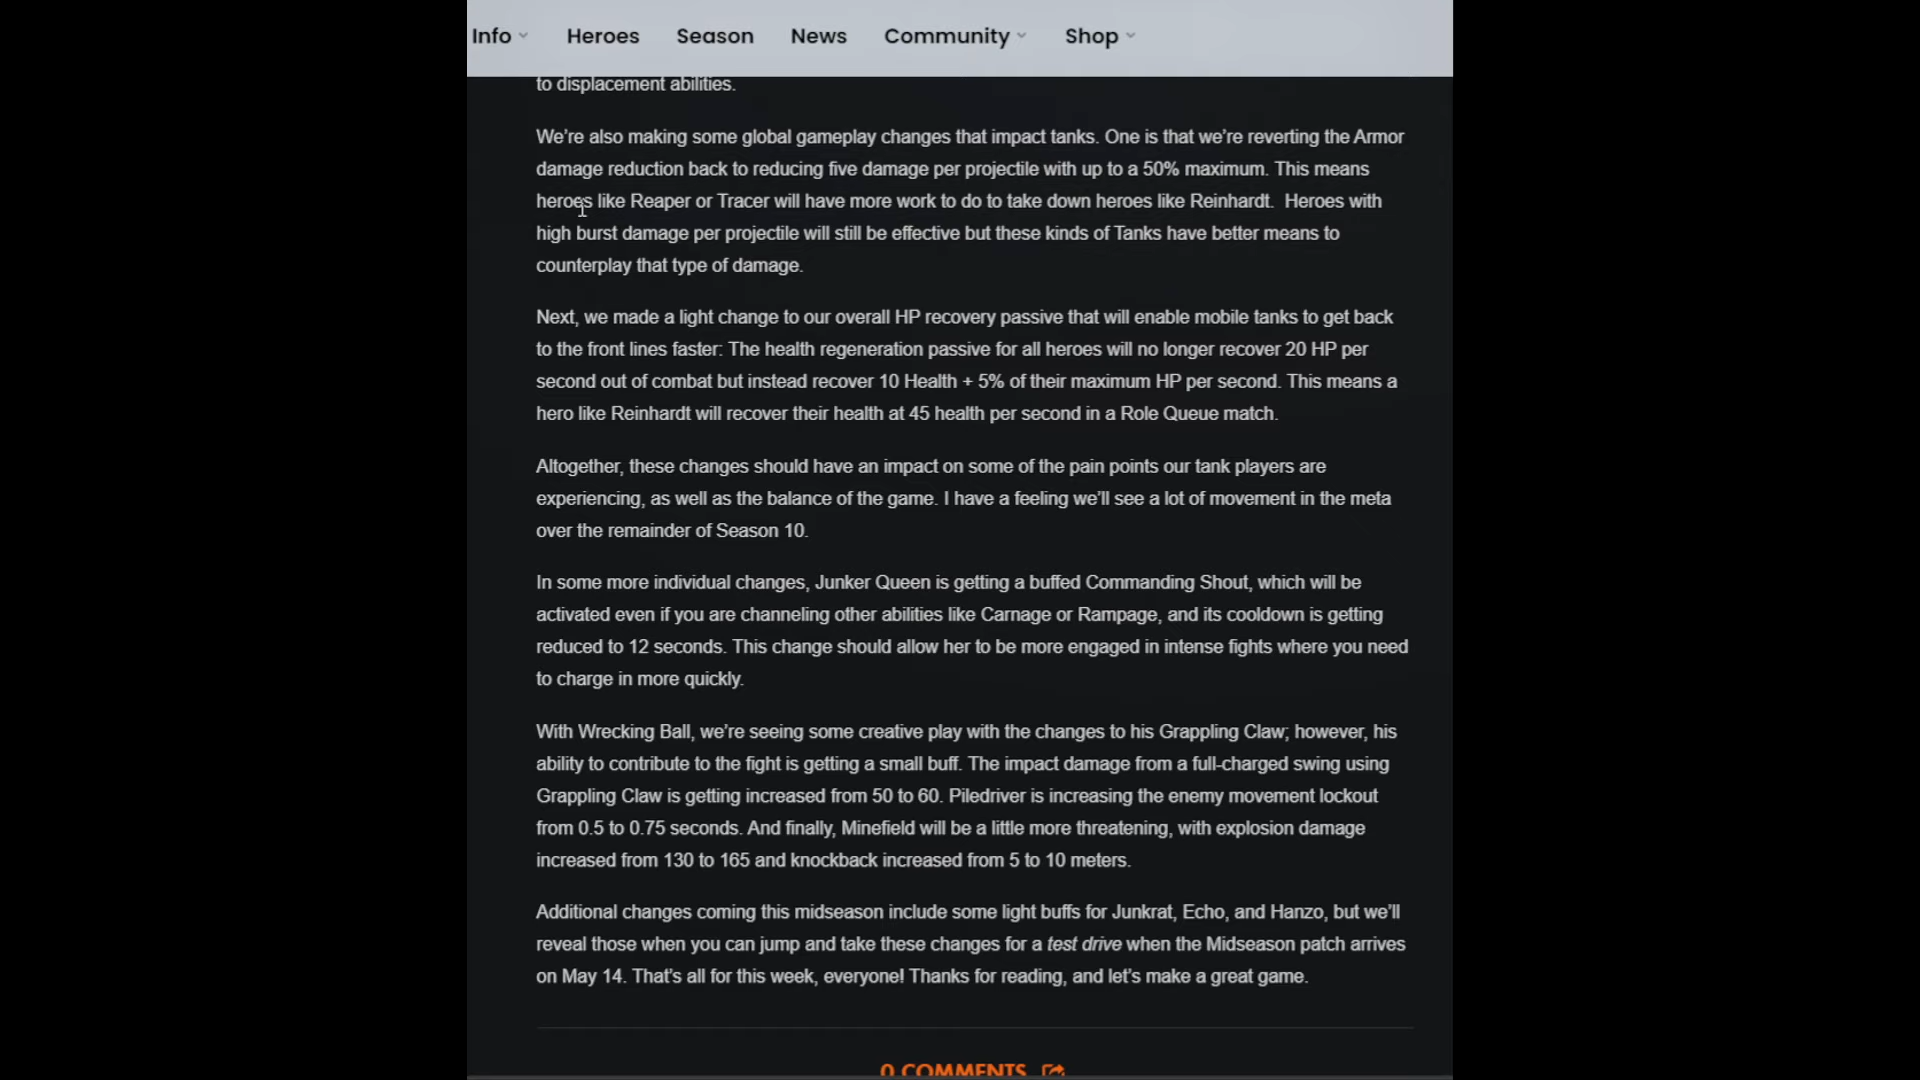 Info Heroes Season News Community Shop
to displacement abilities.
We're also making some global gameplay changes that impact tanks. One is that we're reverting the Armor
damage reduction back to reducing five damage per projectile with up to a 50% maximum. This means
heroes like Reaper or Tracer will have more work to do to take down heroes like Reinhardt.  Heroes with
high burst damage per projectile will still be effective but these kinds of Tanks have better means to
counterplay that type of damage.
Next, we made a light change to our overall HP recovery passive that will enable mobile tanks to get back
to the front lines faster: The health regeneration passive for all heroes will no longer recover 20 HP per
second out of combat but instead recover 10 Health + 5% of their maximum HP per second. This means a
hero like Reinhardt will recover their health at 45 health per second in a Role Queue match.
Altogether, these changes should have an impact on some of the pain points our tank players are
experiencing, as well as the balance of the game. I have a feeling we'll see a lot of movement in the meta
over the remainder of Season 10.
In some more individual changes, Junker Queen is getting a buffed Commanding Shout, which will be
activated even if you are channeling other abilities like Carnage or Rampage, and its cooldown is getting
reduced to 12 seconds. This change should allow her to be more engaged in intense fights where you need
to charge in more quickly.
With Wrecking Ball, we're seeing some creative play with the changes to his Grappling Claw; however, his
ability to contribute to the fight is getting a small buff. The impact damage from a full-charged swing using
Grappling Claw is getting increased from 50 to 60. Piledriver is increasing the enemy movement lockout
from 0.5 to 0.75 seconds. And finally, Minefield will be a little more threatening, with explosion damage
increased from 130 to 165 and knockback increased from 5 to 10 meters.
Additional changes coming this midseason include some light buffs for Junkrat, Echo, and Hanzo, but we'll
reveal those when you can jump and take these changes for a test drive when the Midseason patch arrives
on May 14. That's all for this week, everyone! Thanks for reading, and let's make a great game.
0 COMMENTS